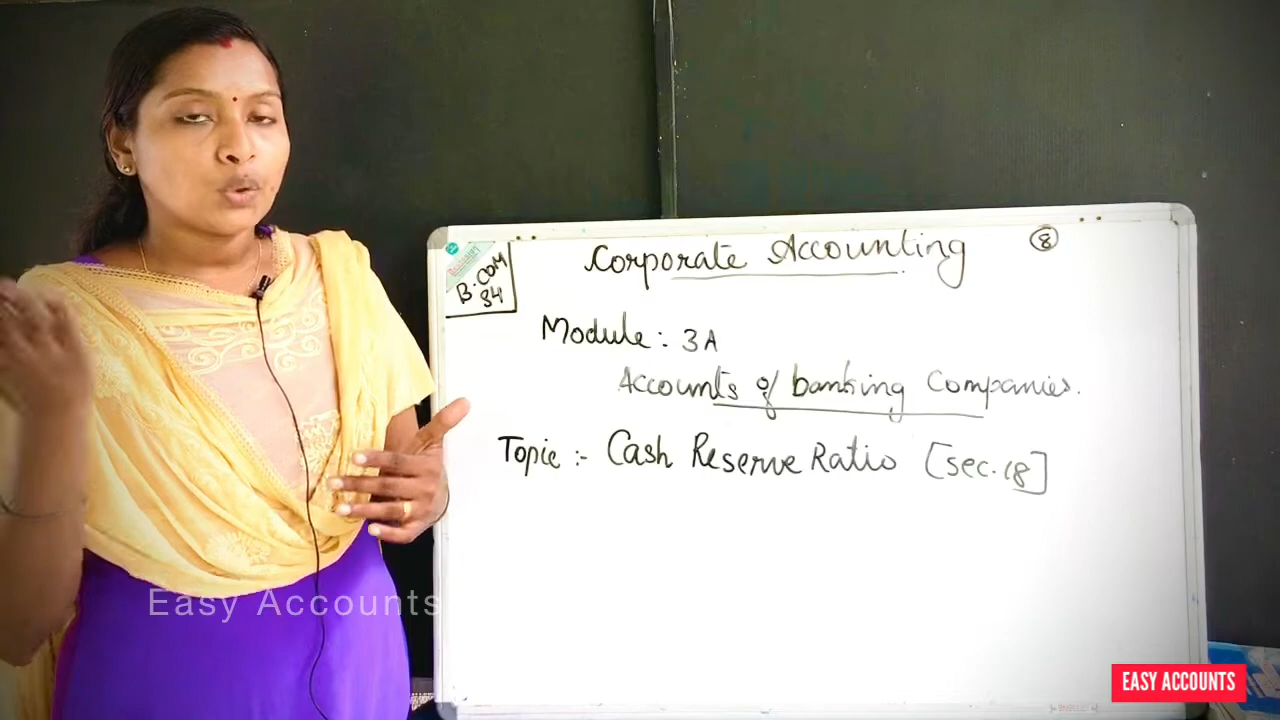 Corporate Accounting
8
B.COM
S4
Module : 3A
Accounts of banking Companies.
Topic :- Cash Reserve Ratio [Sec. 18]
Easy Accounts
EASY ACCOUNTS